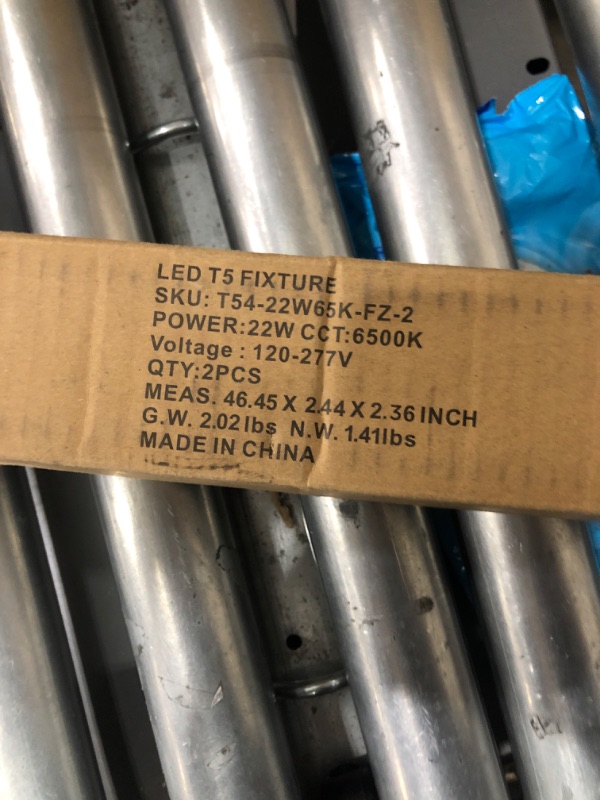 LED T5 FIXTURE
SKU: T54-22W65K-FZ-2
POWER:22W CCT:6500K
Voltage : 120-277V
QTY:2PCS
MEAS. 46.45 X 2.44 X 2.36 INCH
G.W. 2.02 lbs N.W. 1.41lbs
MADE IN CHINA